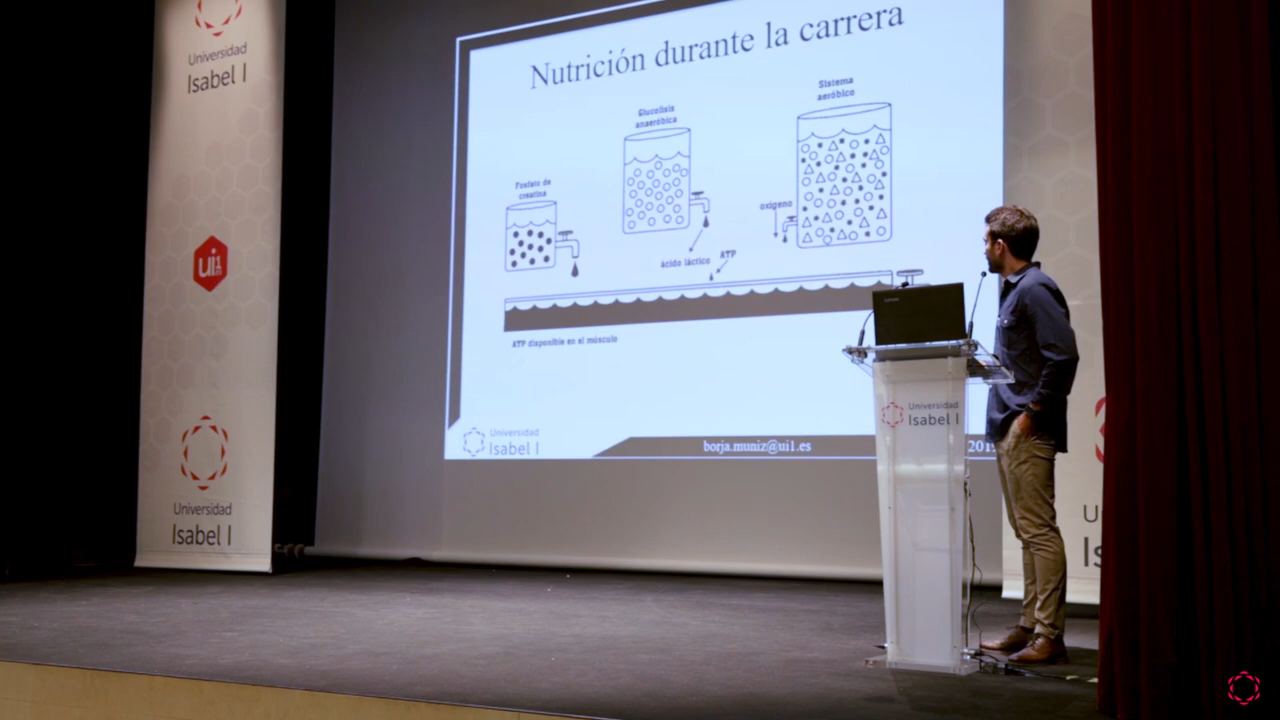 Universidad
Isabel I
ui1
Universidad
Isabel I
Nutrición durante la carrera
Fosfato de
creatina
Glucolisis
anaeróbica
Sistema
aeróbico
oxígeno
ácido láctico
ATP
ATP disponible en el músculo
Universidad
Isabel I
borja.muniz@ui1.es
Universidad
Isabel I